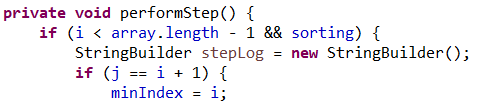 private void performStep() {
    if (i < array.length - 1 && sorting) {
        StringBuilder stepLog = new StringBuilder();
        if (j == i + 1) {
            minIndex = i;